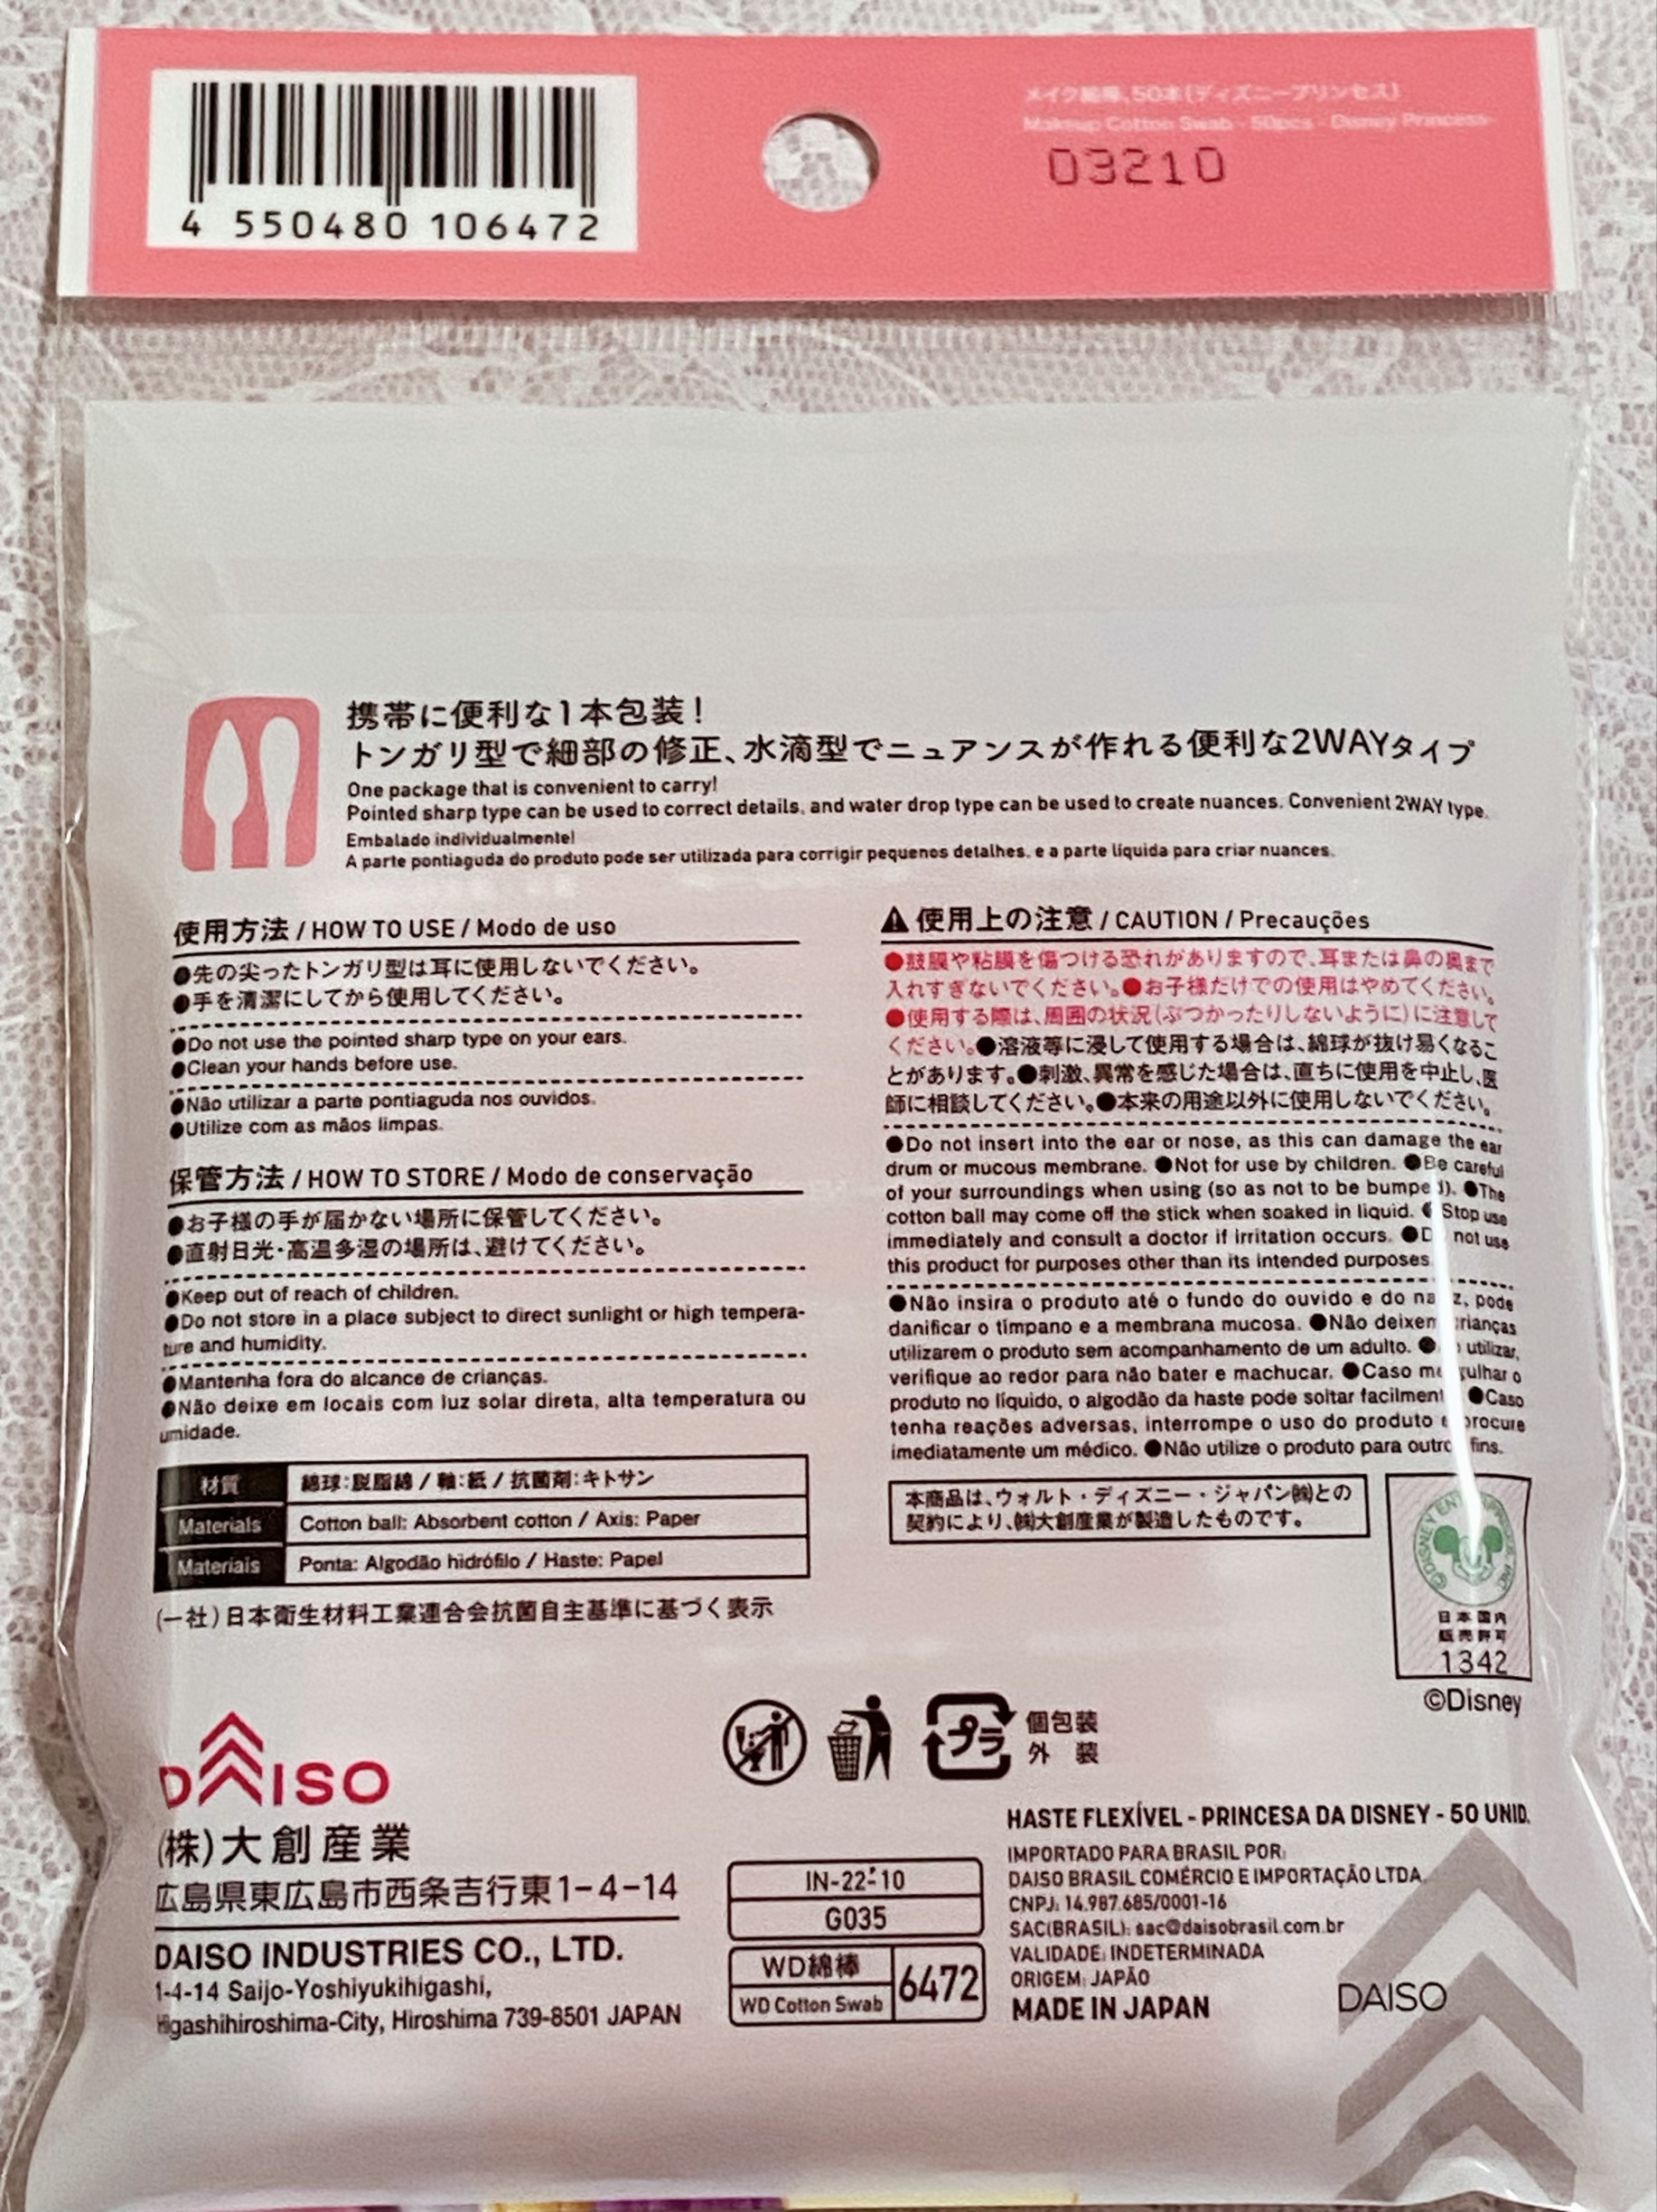 4 550480 106472
メイク綿棒、50本(ディズニープリンセス)
Makeup Cotton Swab - 50pcs - Disney Princess-
03210
携帯に便利な1本包装!
トンガリ型で細部の修正、水滴型でニュアンスが作れる便利な2WAYタイプ
One package that is convenient to carry!
Pointed sharp type can be used to correct details, and water drop type can be used to create nuances. Convenient 2WAY type.
Embalado individualmente!
A parte pontiaguda do produto pode ser utilizada para corrigir pequenos detalhes, e a parte líquida para criar nuances.
使用方法 / HOW TO USE / Modo de uso
●先の尖ったトンガリ型は耳に使用しないでください。
●手を清潔にしてから使用してください。
●Do not use the pointed sharp type on your ears.
●Clean your hands before use.
●Não utilizar a parte pontiaguda nos ouvidos.
●Utilize com as mãos limpas.
保管方法 / HOW TO STORE / Modo de conservação
●お子様の手が届かない場所に保管してください。
●直射日光・高温多湿の場所は、避けてください。
●Keep out of reach of children.
●Do not store in a place subject to direct sunlight or high tempera-
ture and humidity.
●Mantenha fora do alcance de crianças.
●Não deixe em locais com luz solar direta, alta temperatura ou
umidade.
材質 綿球:脱脂綿 / 軸:紙 / 抗菌剤:キトサン
Materials Cotton ball: Absorbent cotton / Axis: Paper
Materiais Ponta: Algodão hidrófilo / Haste: Papel
(一社)日本衛生材料工業連合会抗菌自主基準に基づく表示
⚠使用上の注意 / CAUTION / Precauções
●鼓膜や粘膜を傷つける恐れがありますので、耳または鼻の奥まで
入れすぎないでください。●お子様だけでの使用はやめてください。
●使用する際は、周囲の状況(ぶつかったりしないように)に注意して
ください。●溶液等に浸して使用する場合は、綿球が抜け易くなるこ
とがあります。●刺激、異常を感じた場合は、直ちに使用を中止し、医
師に相談してください。●本来の用途以外に使用しないでください。
●Do not insert into the ear or nose, as this can damage the ear
drum or mucous membrane. ●Not for use by children. ●Be careful
of your surroundings when using (so as not to be bumped). ●The
cotton ball may come off the stick when soaked in liquid. ●Stop use
immediately and consult a doctor if irritation occurs. ●Do not use
this product for purposes other than its intended purposes
●Não insira o produto até o fundo do ouvido e do nariz, pode
danificar o tímpano e a membrana mucosa. ●Não deixem crianças
utilizarem o produto sem acompanhamento de um adulto. ● utilizar,
verifique ao redor para não bater e machucar. ●Caso mergulhar o
produto no líquido, o algodão da haste pode soltar facilmente. ●Caso
tenha reações adversas, interrompe o uso do produto e procure
imediatamente um médico. ●Não utilize o produto para outros fins.
本商品は、ウォルト・ディズニー・ジャパン㈱との
契約により、㈱大創産業が製造したものです。
©DISNEY
日本国内
販売許可
1342
©Disney
プラ
個包装
外 装
DAISO
(株)大創産業
広島県東広島市西条吉行東1-4-14
DAISO INDUSTRIES CO., LTD.
1-4-14 Saijo-Yoshiyukihigashi,
Higashihiroshima-City, Hiroshima 739-8501 JAPAN
IN-22-10
G035
WD綿棒
WD Cotton Swab
6472
HASTE FLEXÍVEL - PRINCESA DA DISNEY - 50 UNID.
IMPORTADO PARA BRASIL POR:
DAISO BRASIL COMÉRCIO E IMPORTAÇÃO LTDA
CNPJ: 14.987.685/0001-16
SAC(BRASIL): sac@daisobrasil.com.br
VALIDADE: INDETERMINADA
ORIGEM: JAPÃO
MADE IN JAPAN
DAISO